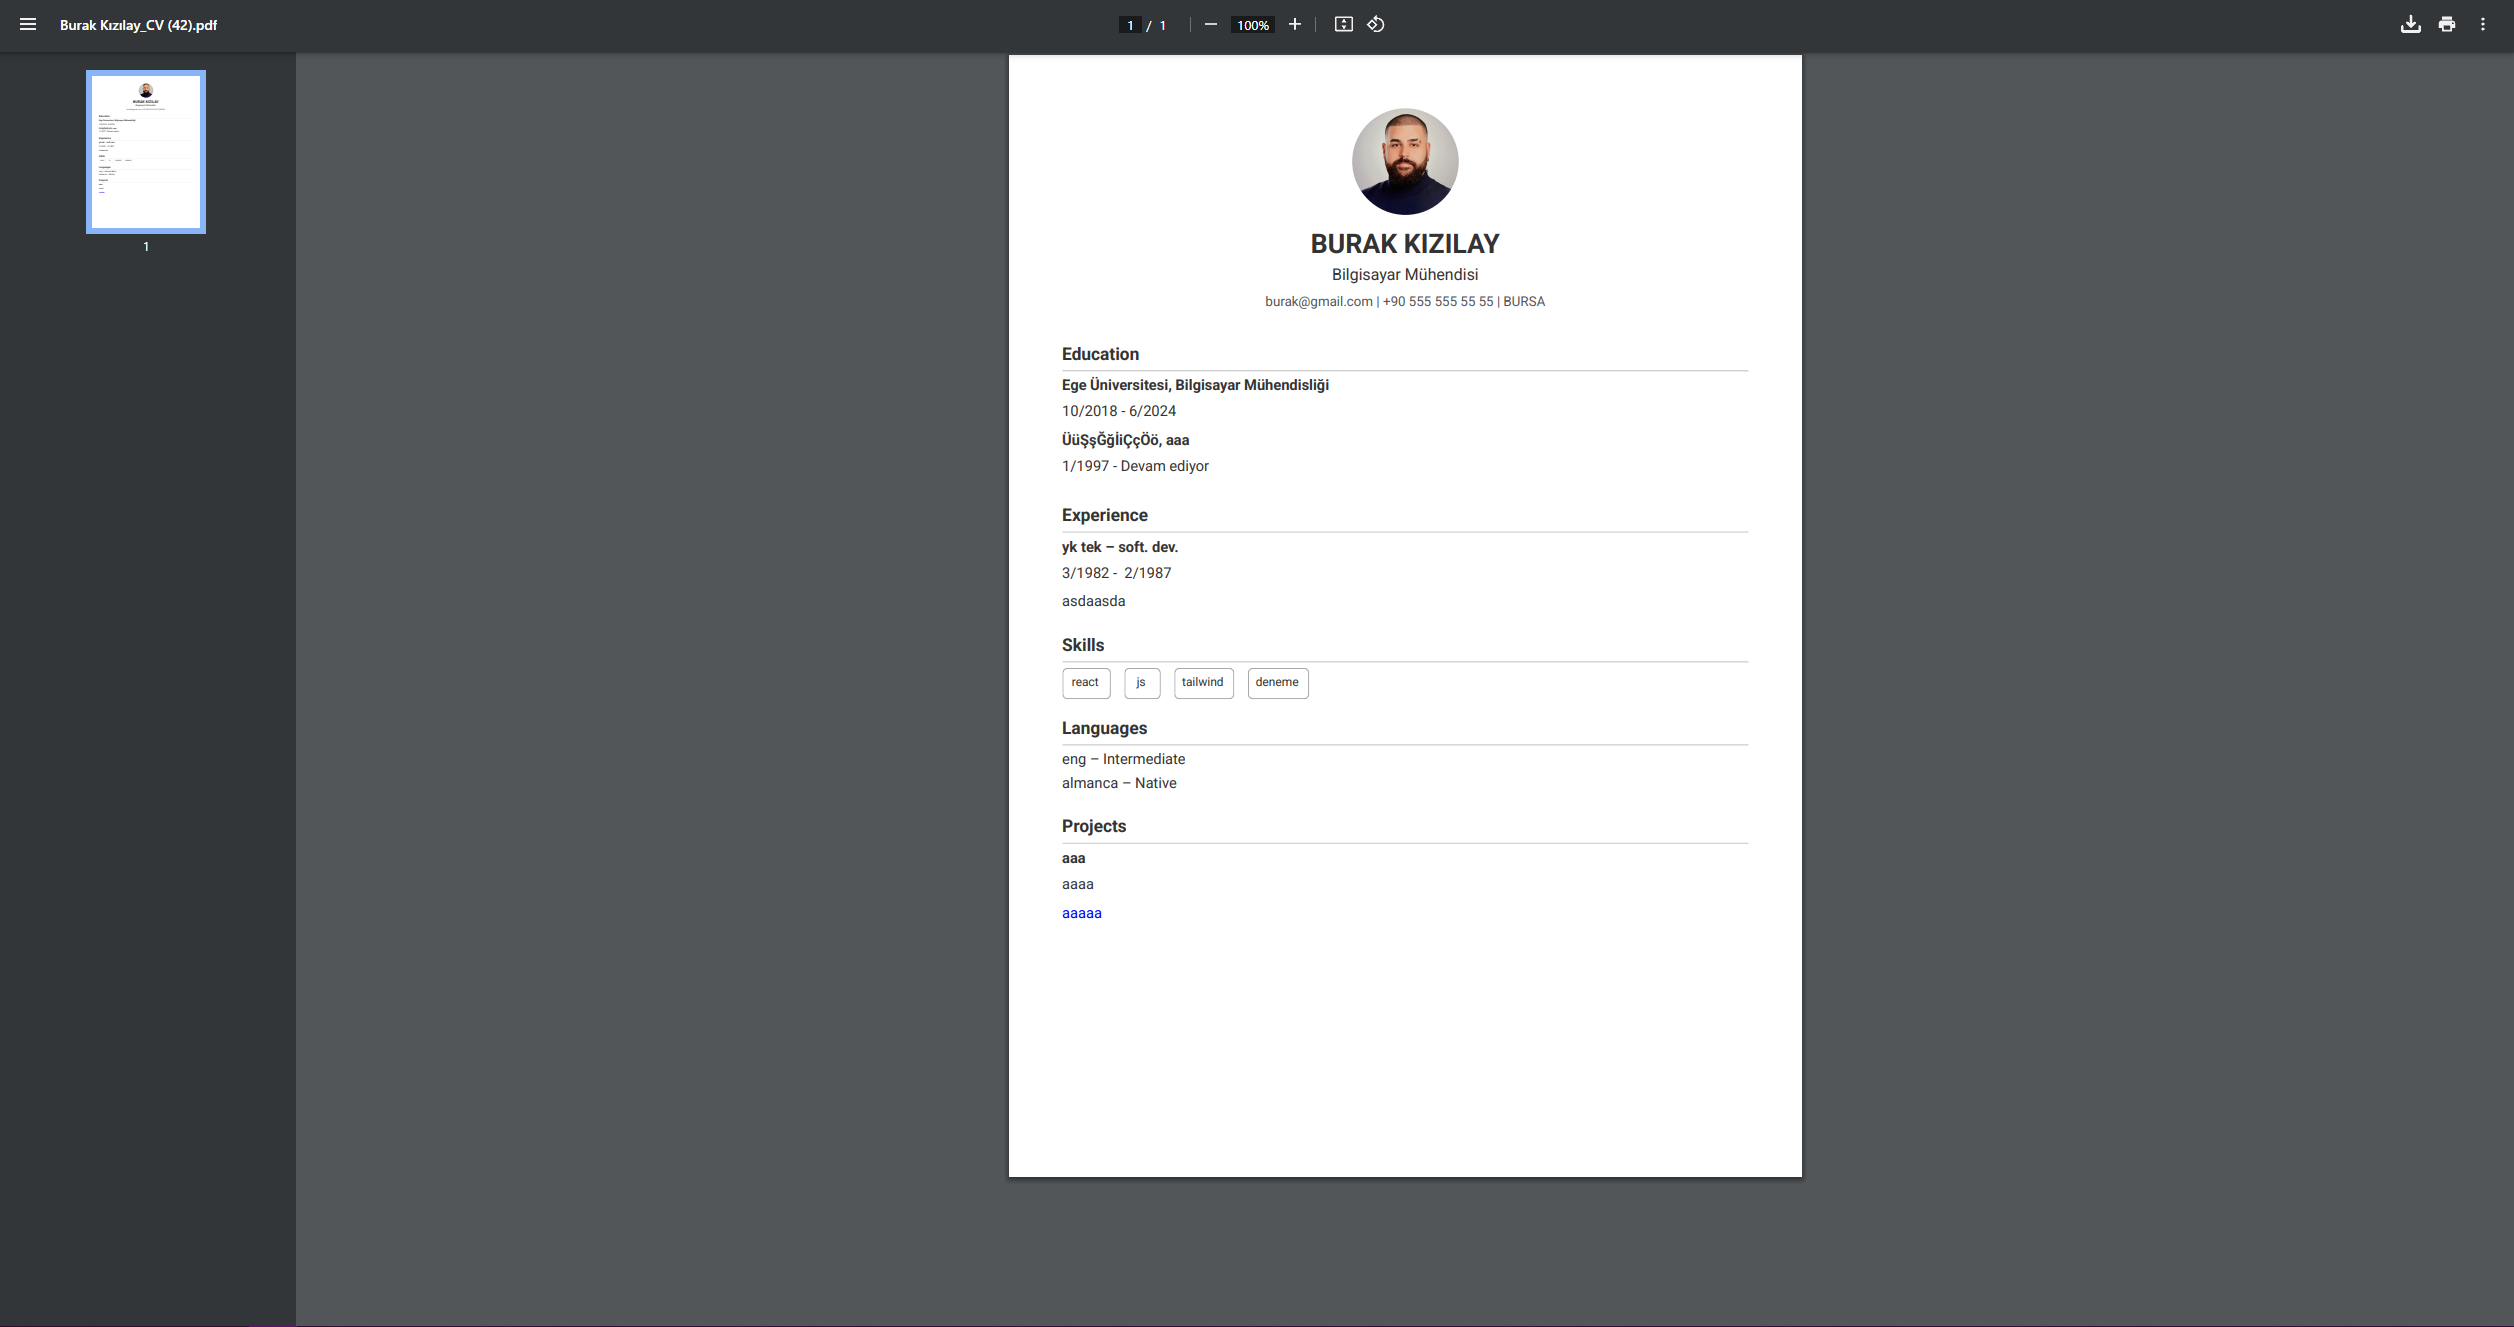 Burak Kızılay_CV (42).pdf
1 / 1
100%
1
BURAK KIZILAY
Bilgisayar Mühendisi
burak@gmail.com | +90 555 555 55 55 | BURSA
Education
Ege Üniversitesi, Bilgisayar Mühendisliği
10/2018 - 6/2024
ÜüŞşĞğİiÇçÖö, aaa
1/1997 - Devam ediyor
Experience
yk tek – soft. dev.
3/1982 -  2/1987
asdaasda
Skills
react js tailwind deneme
Languages
eng – Intermediate
almanca – Native
Projects
aaa
aaaa
aaaaa